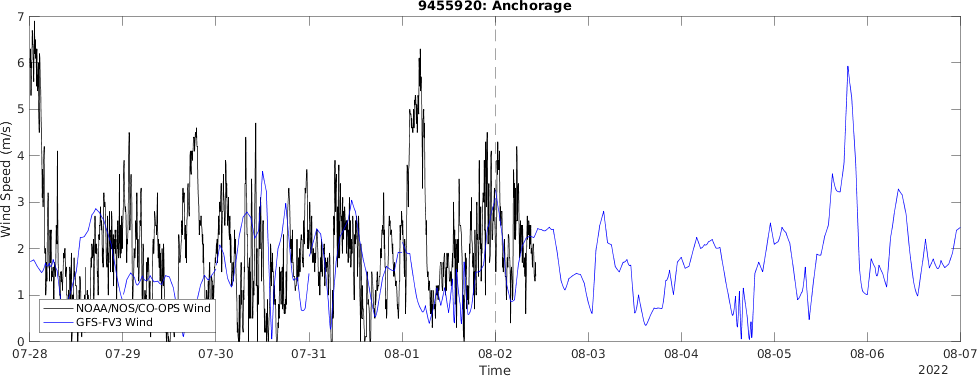 9455920: Anchorage
Wind Speed (m/s)
7
6
5
4
3
2
1
0
NOAA/NOS/CO-OPS Wind
GFS-FV3 Wind
07-28 07-29 07-30 07-31 08-01 08-02 08-03 08-04 08-05 08-06 08-07
Time
2022